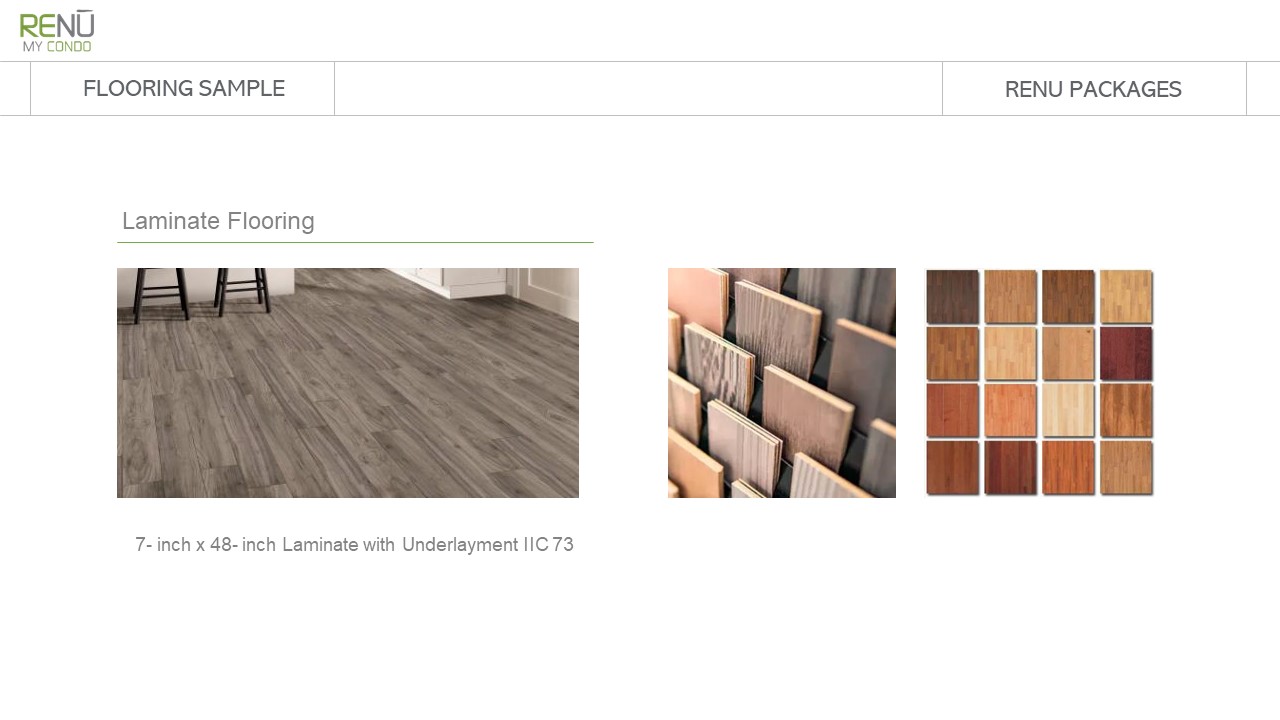 RENŪ
MY CONDO
FLOORING SAMPLE
RENU PACKAGES
Laminate Flooring
7- inch x 48- inch Laminate with Underlayment IIC 73